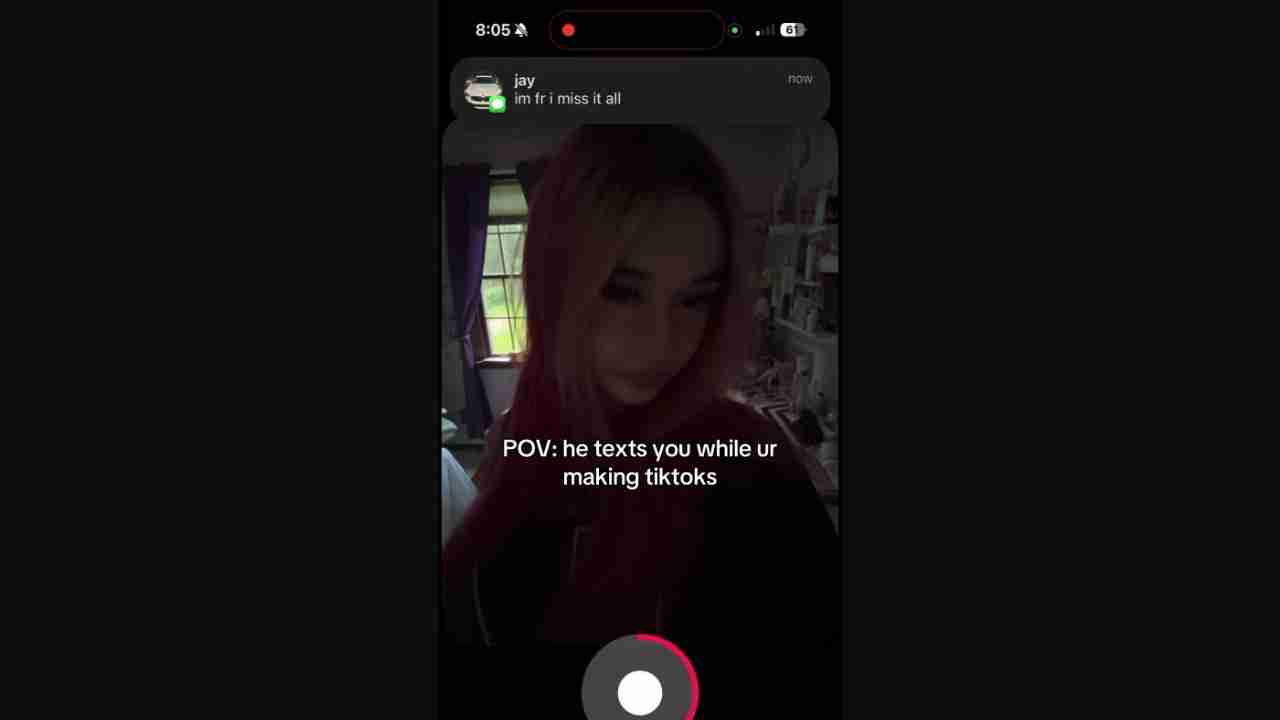 8:05
61
jay
now
im fr i miss it all
POV: he texts you while ur
making tiktoks